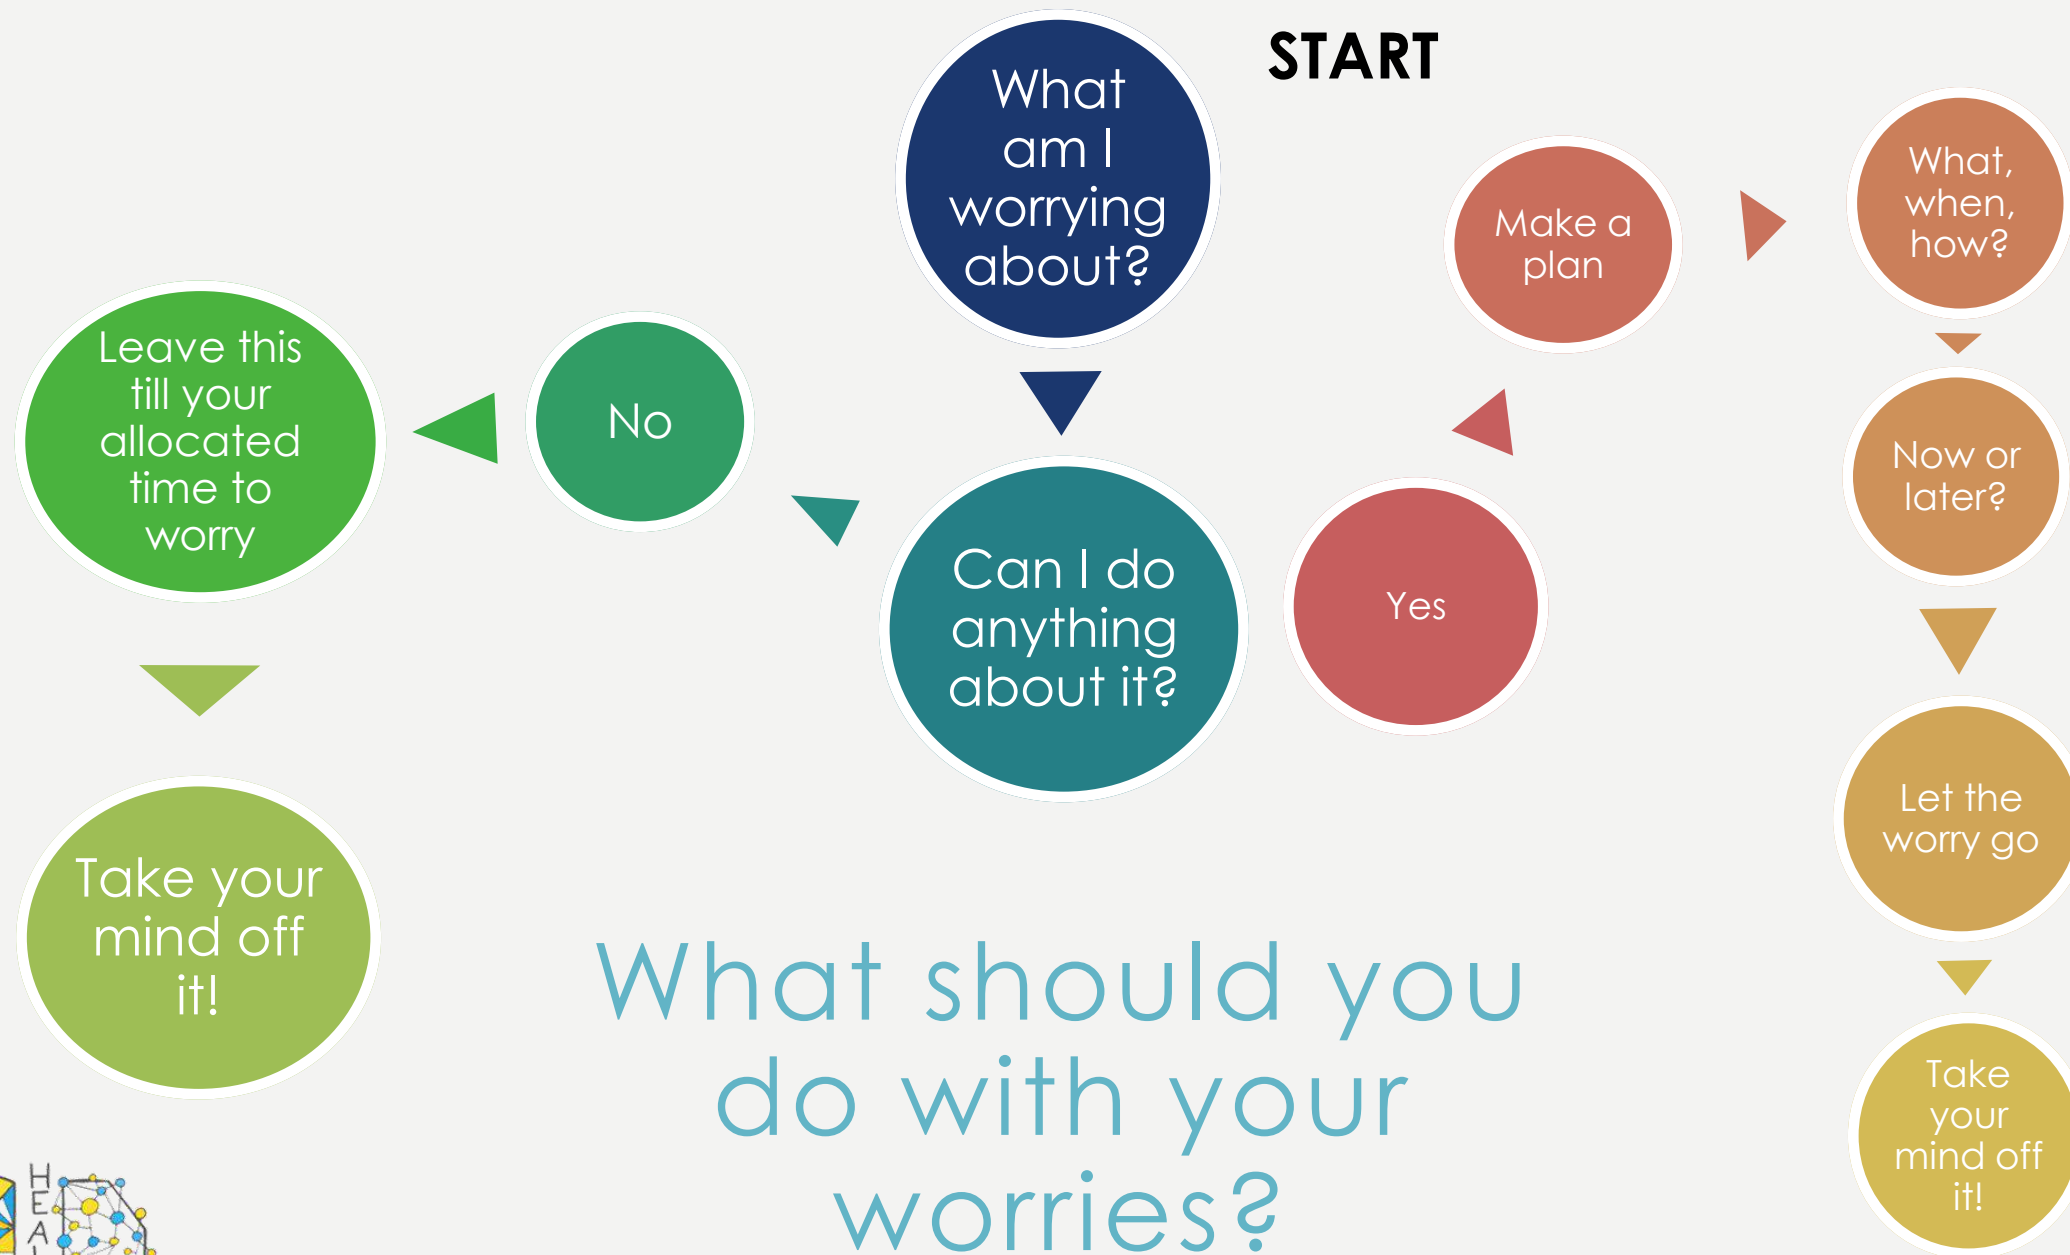 START
What
am I
worrying
about?
Can I do
anything
about it?
No
Leave this
till your
allocated
time to
worry
Take your
mind off
it!
Yes
Make a
plan
What,
when,
how?
Now or
later?
Let the
worry go
Take
your
mind off
it!
What should you
do with your
worries?